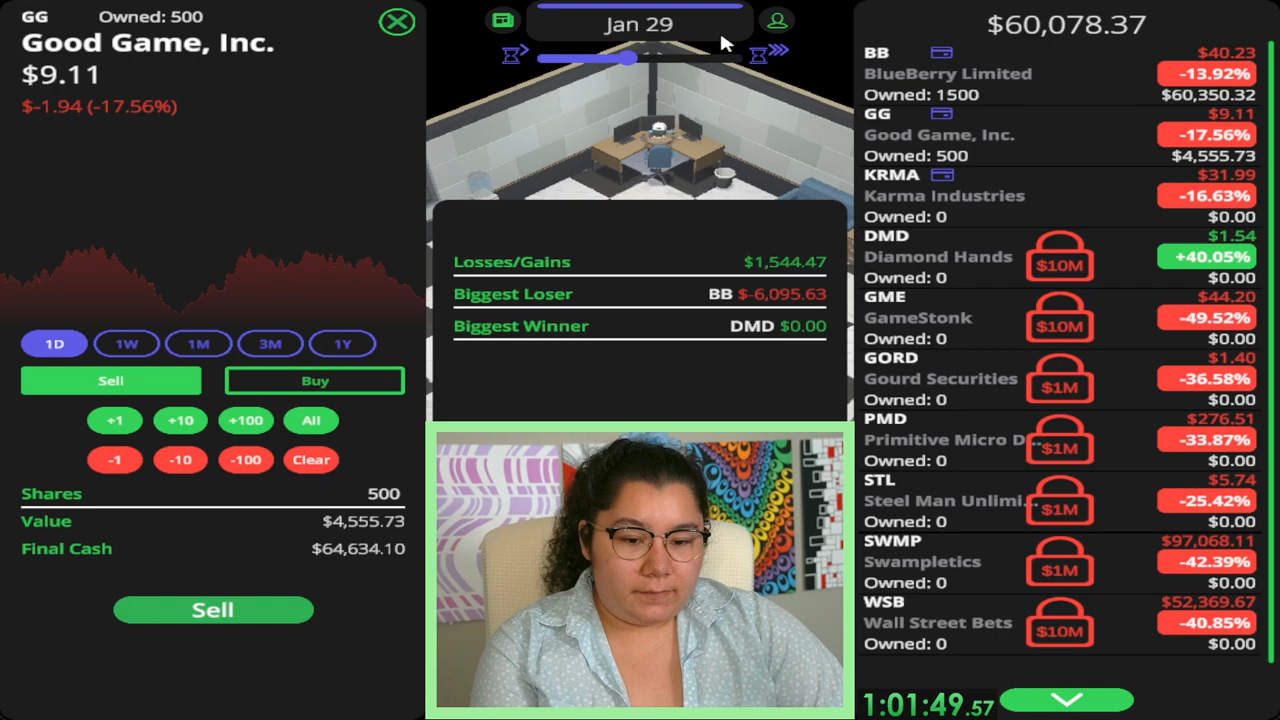 GG Owned: 500
Good Game, Inc.
$9.11
$-1.94 (-17.56%)
1D 1W 1M 3M 1Y
Sell Buy
+1 +10 +100 All
-1 -10 -100 Clear
Shares 500
Value $4,555.73
Final Cash $64,634.10
Sell
Jan 29
Losses/Gains $1,544.47
Biggest Loser BB $-6,095.63
Biggest Winner DMD $0.00
$60,078.37
BB $40.23
BlueBerry Limited -13.92%
Owned: 1500 $60,350.32
GG $9.11
Good Game, Inc. -17.56%
Owned: 500 $4,555.73
KRMA $31.99
Karma Industries -16.63%
Owned: 0 $0.00
DMD $1.54
Diamond Hands $10M +40.05%
Owned: 0 $0.00
GME $44.20
GameStonk $10M -49.52%
Owned: 0 $0.00
GORD $1.40
Gourd Securities $1M -36.58%
Owned: 0 $0.00
PMD $276.51
Primitive Micro D... $1M -33.87%
Owned: 0 $0.00
STL $5.74
Steel Man Unlimi... $1M -25.42%
Owned: 0 $0.00
SWMP $97,068.11
Swampletics $1M -42.39%
Owned: 0 $0.00
WSB $52,369.67
Wall Street Bets $10M -40.85%
Owned: 0 $0.00
1:01:49.57